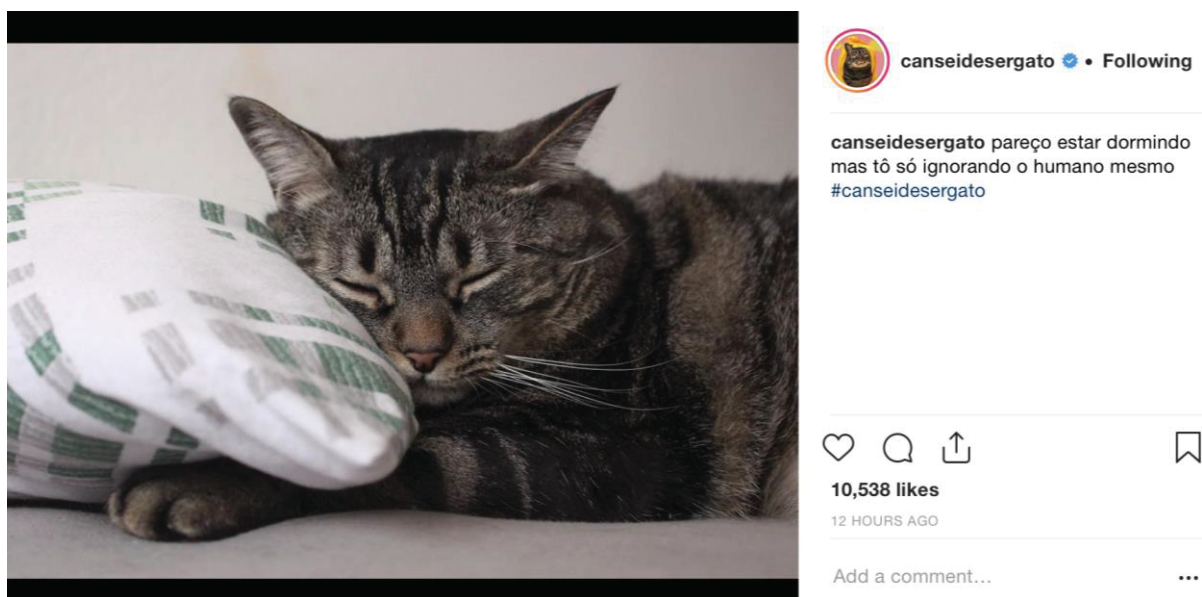 canseidesergato • Following
canseidesergato pareço estar dormindo
mas tô só ignorando o humano mesmo
#canseidesergato
10,538 likes
12 HOURS AGO
Add a comment...